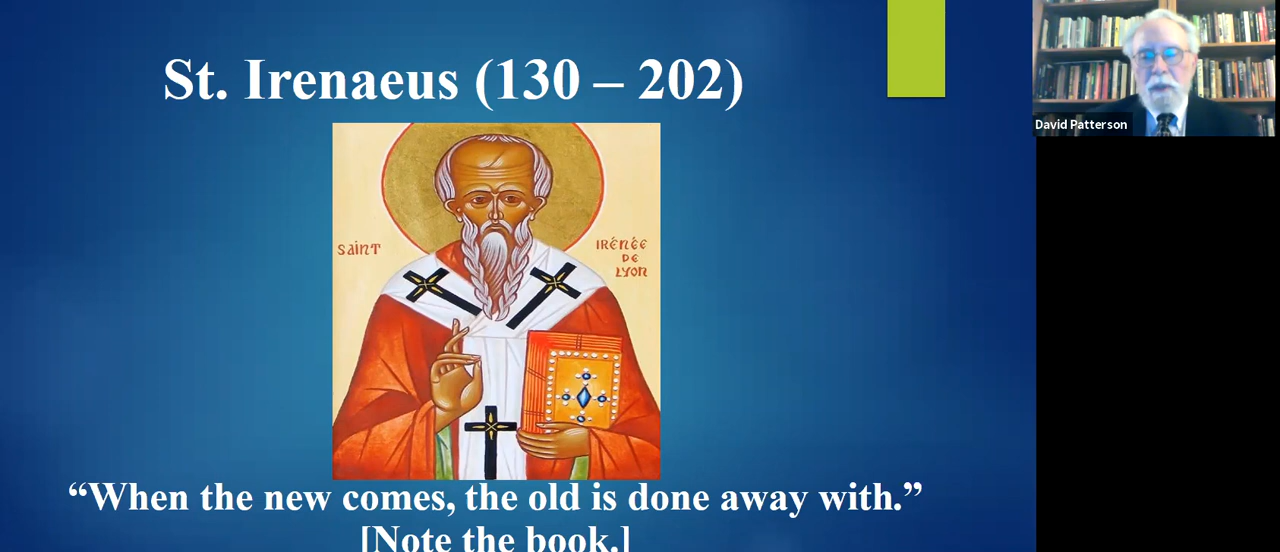 St. Irenaeus (130 – 202)
SAINT
IRÉNÉE
DE
LYON
“When the new comes, the old is done away with.”
[Note the book.]
David Patterson